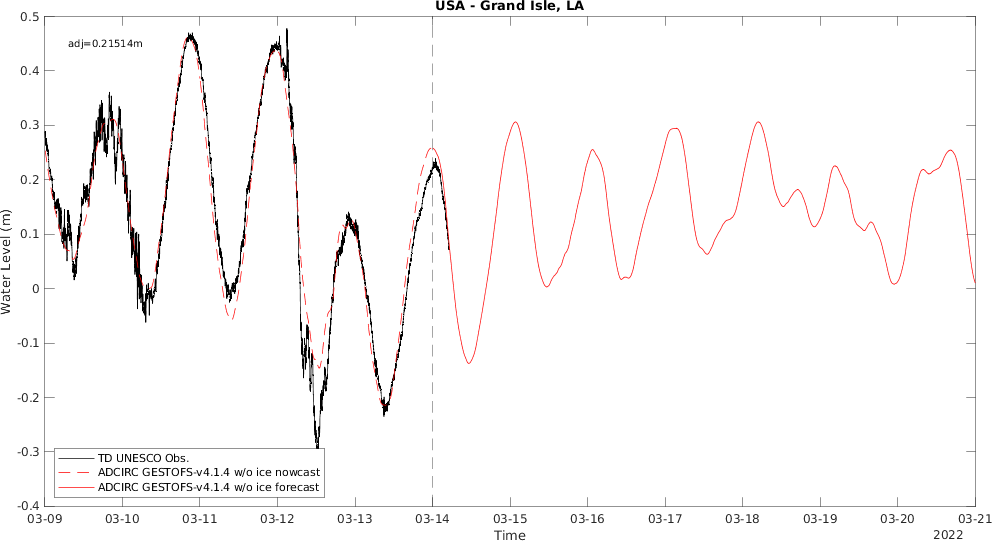 USA - Grand Isle, LA
adj=0.21514m
Water Level (m)
0.5
0.4
0.3
0.2
0.1
0
-0.1
-0.2
-0.3
-0.4
TD UNESCO Obs.
ADCIRC GESTOFS-v4.1.4 w/o ice nowcast
ADCIRC GESTOFS-v4.1.4 w/o ice forecast
03-09 03-10 03-11 03-12 03-13 03-14 03-15 03-16 03-17 03-18 03-19 03-20 03-21
Time
2022